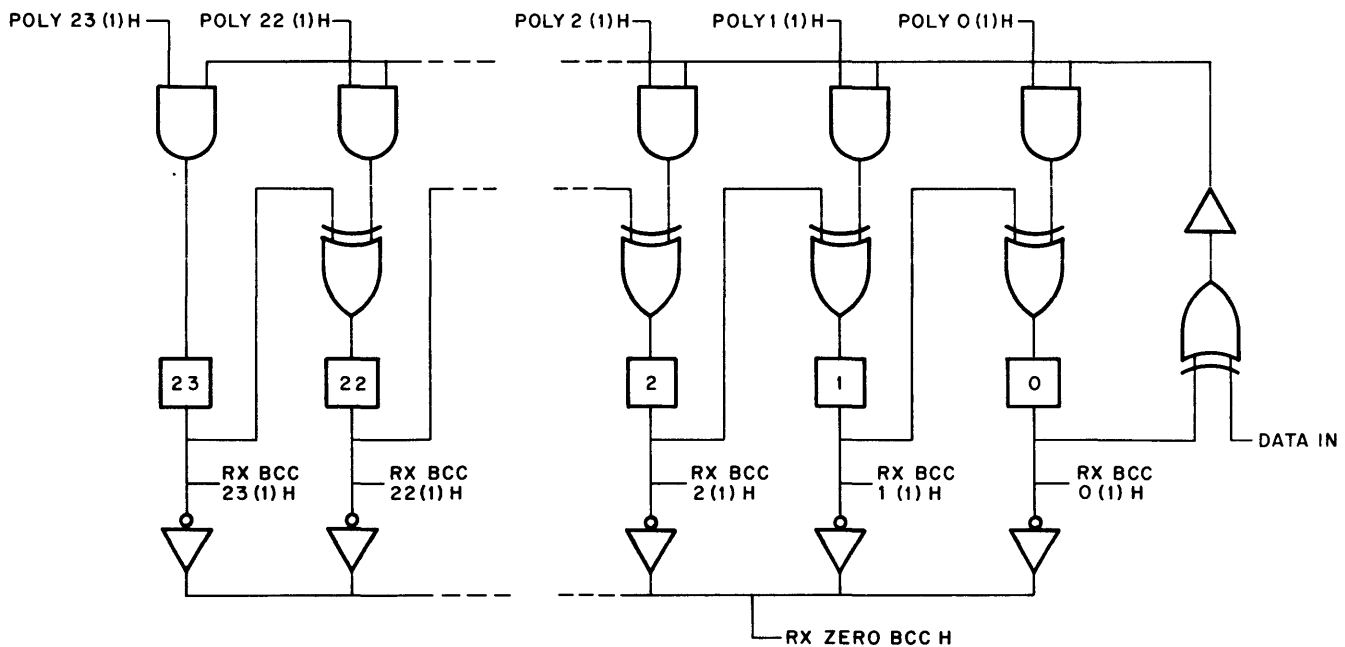 POLY 23 (1) H
POLY 22 (1) H
POLY 2 (1) H
POLY 1 (1) H
POLY 0 (1) H
23
22
2
1
0
DATA IN
RX BCC
23 (1) H
RX BCC
22 (1) H
RX BCC
2 (1) H
RX BCC
1 (1) H
RX BCC
0 (1) H
RX ZERO BCC H